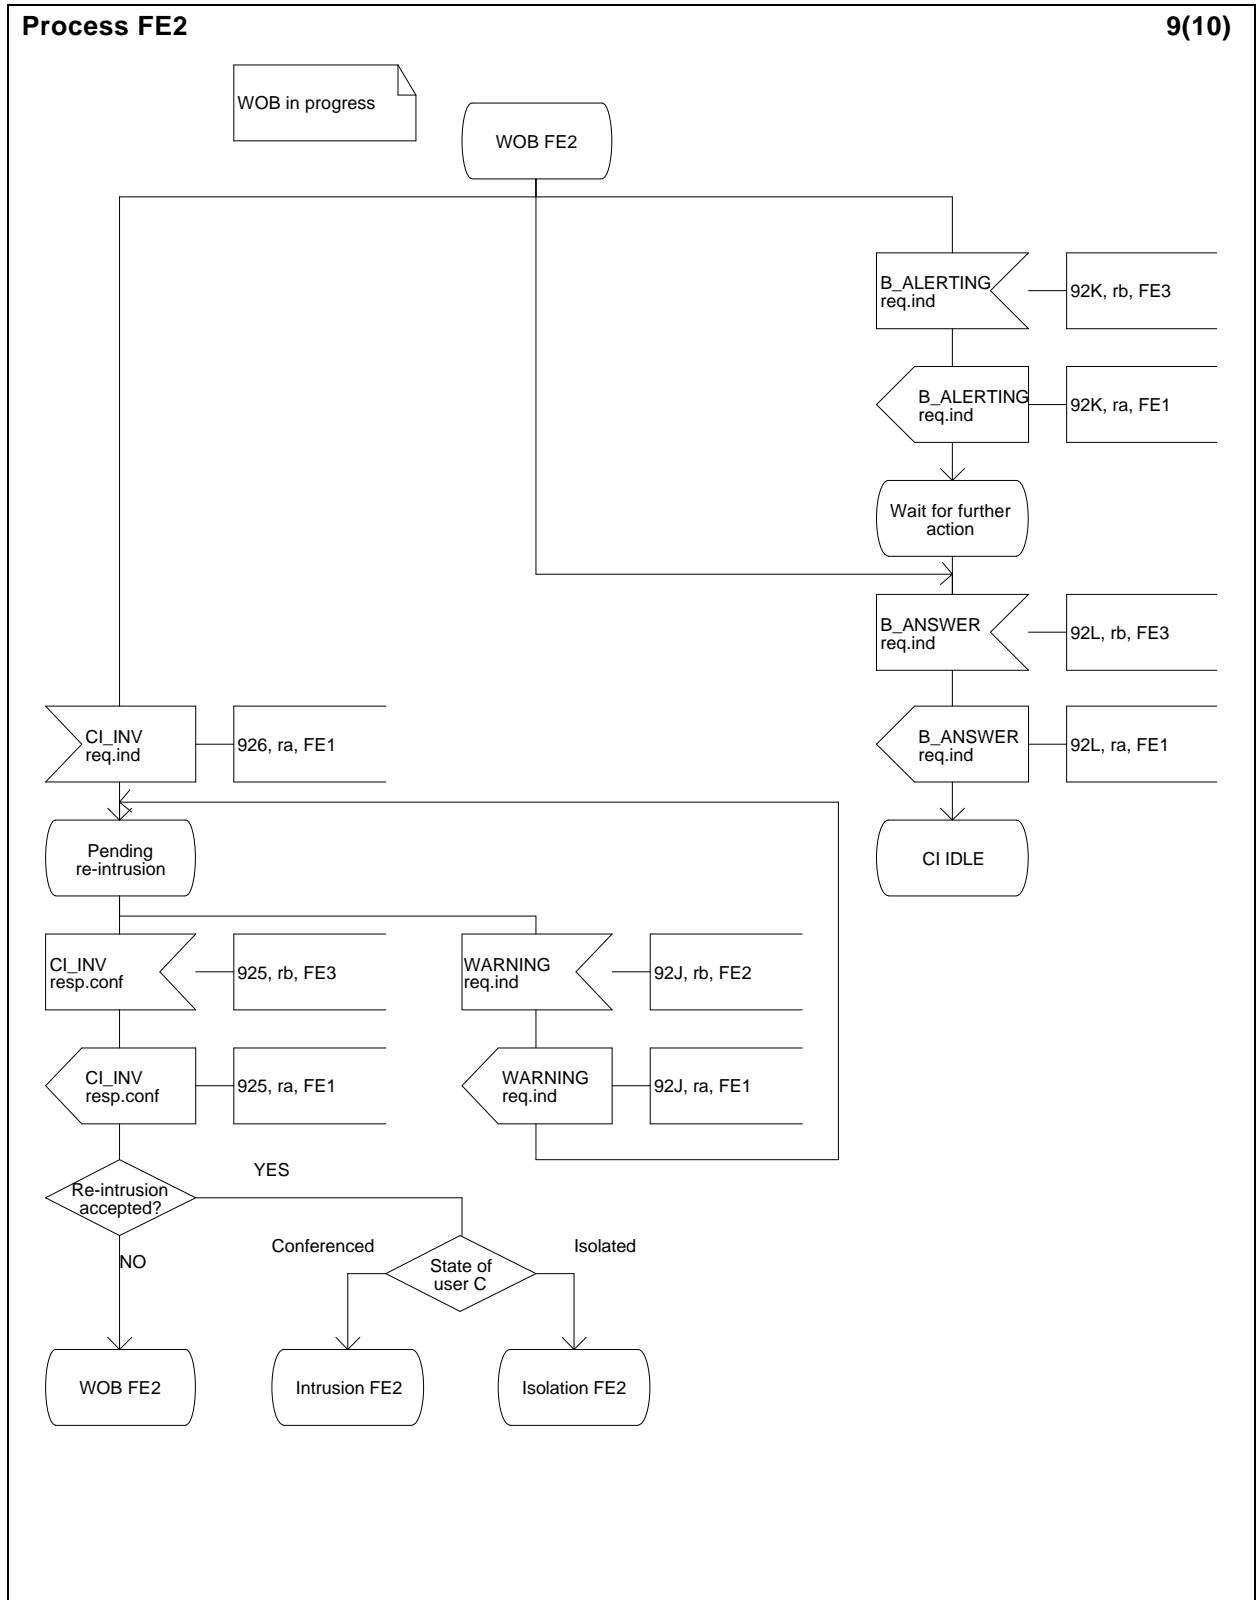 Process FE2
9(10)
WOB in progress
WOB FE2
B_ALERTING
req.ind
92K, rb, FE3
B_ALERTING
req.ind
92K, ra, FE1
Wait for further
action
B_ANSWER
req.ind
92L, rb, FE3
CI_INV
req.ind
926, ra, FE1
B_ANSWER
req.ind
92L, ra, FE1
Pending
re-intrusion
CI IDLE
CI_INV
resp.conf
925, rb, FE3
WARNING
req.ind
92J, rb, FE2
CI_INV
resp.conf
925, ra, FE1
WARNING
req.ind
92J, ra, FE1
YES
Re-intrusion
accepted?
NO
Conferenced
Isolated
State of
user C
WOB FE2
Intrusion FE2
Isolation FE2